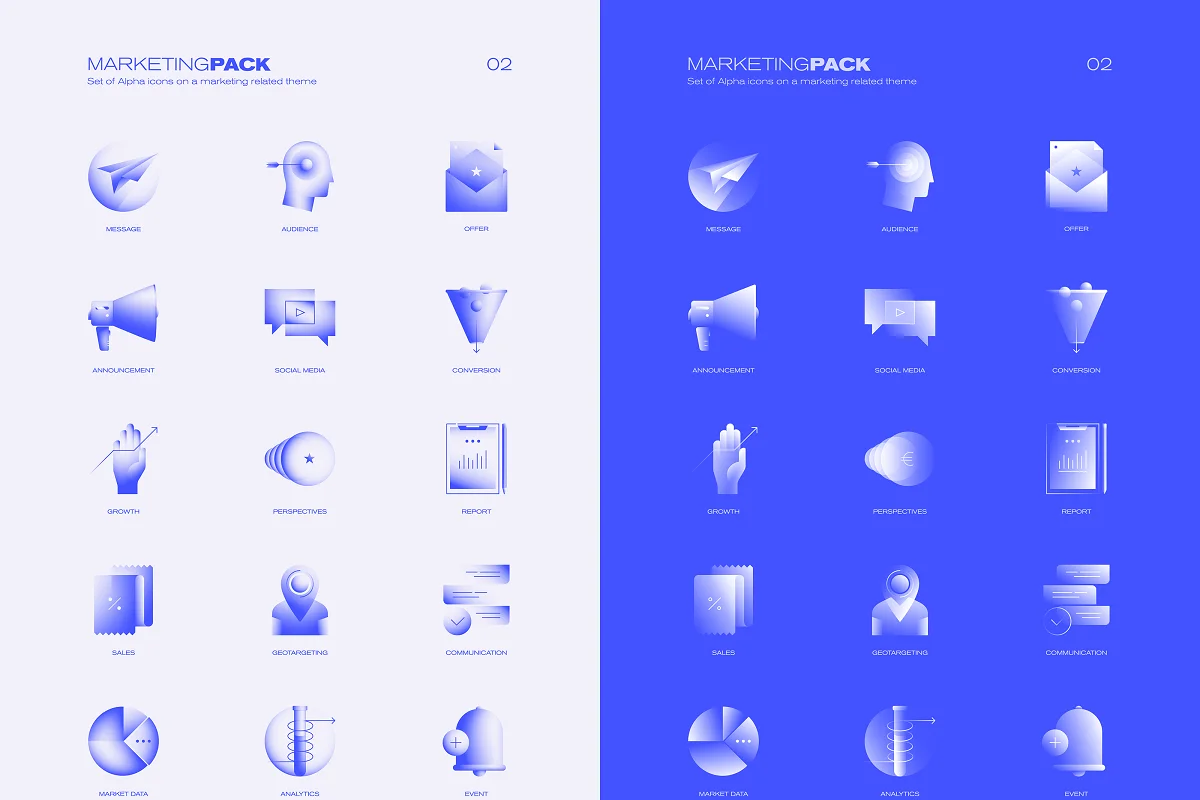 MARKETINGPACK
02
Set of Alpha icons on a marketing related theme
MESSAGE
AUDIENCE
OFFER
ANNOUNCEMENT
SOCIAL MEDIA
CONVERSION
GROWTH
PERSPECTIVES
REPORT
SALES
GEOTARGETING
COMMUNICATION
MARKET DATA
ANALYTICS
EVENT
MARKETINGPACK
02
Set of Alpha icons on a marketing related theme
MESSAGE
AUDIENCE
OFFER
ANNOUNCEMENT
SOCIAL MEDIA
CONVERSION
GROWTH
€
PERSPECTIVES
REPORT
SALES
GEOTARGETING
COMMUNICATION
MARKET DATA
ANALYTICS
EVENT